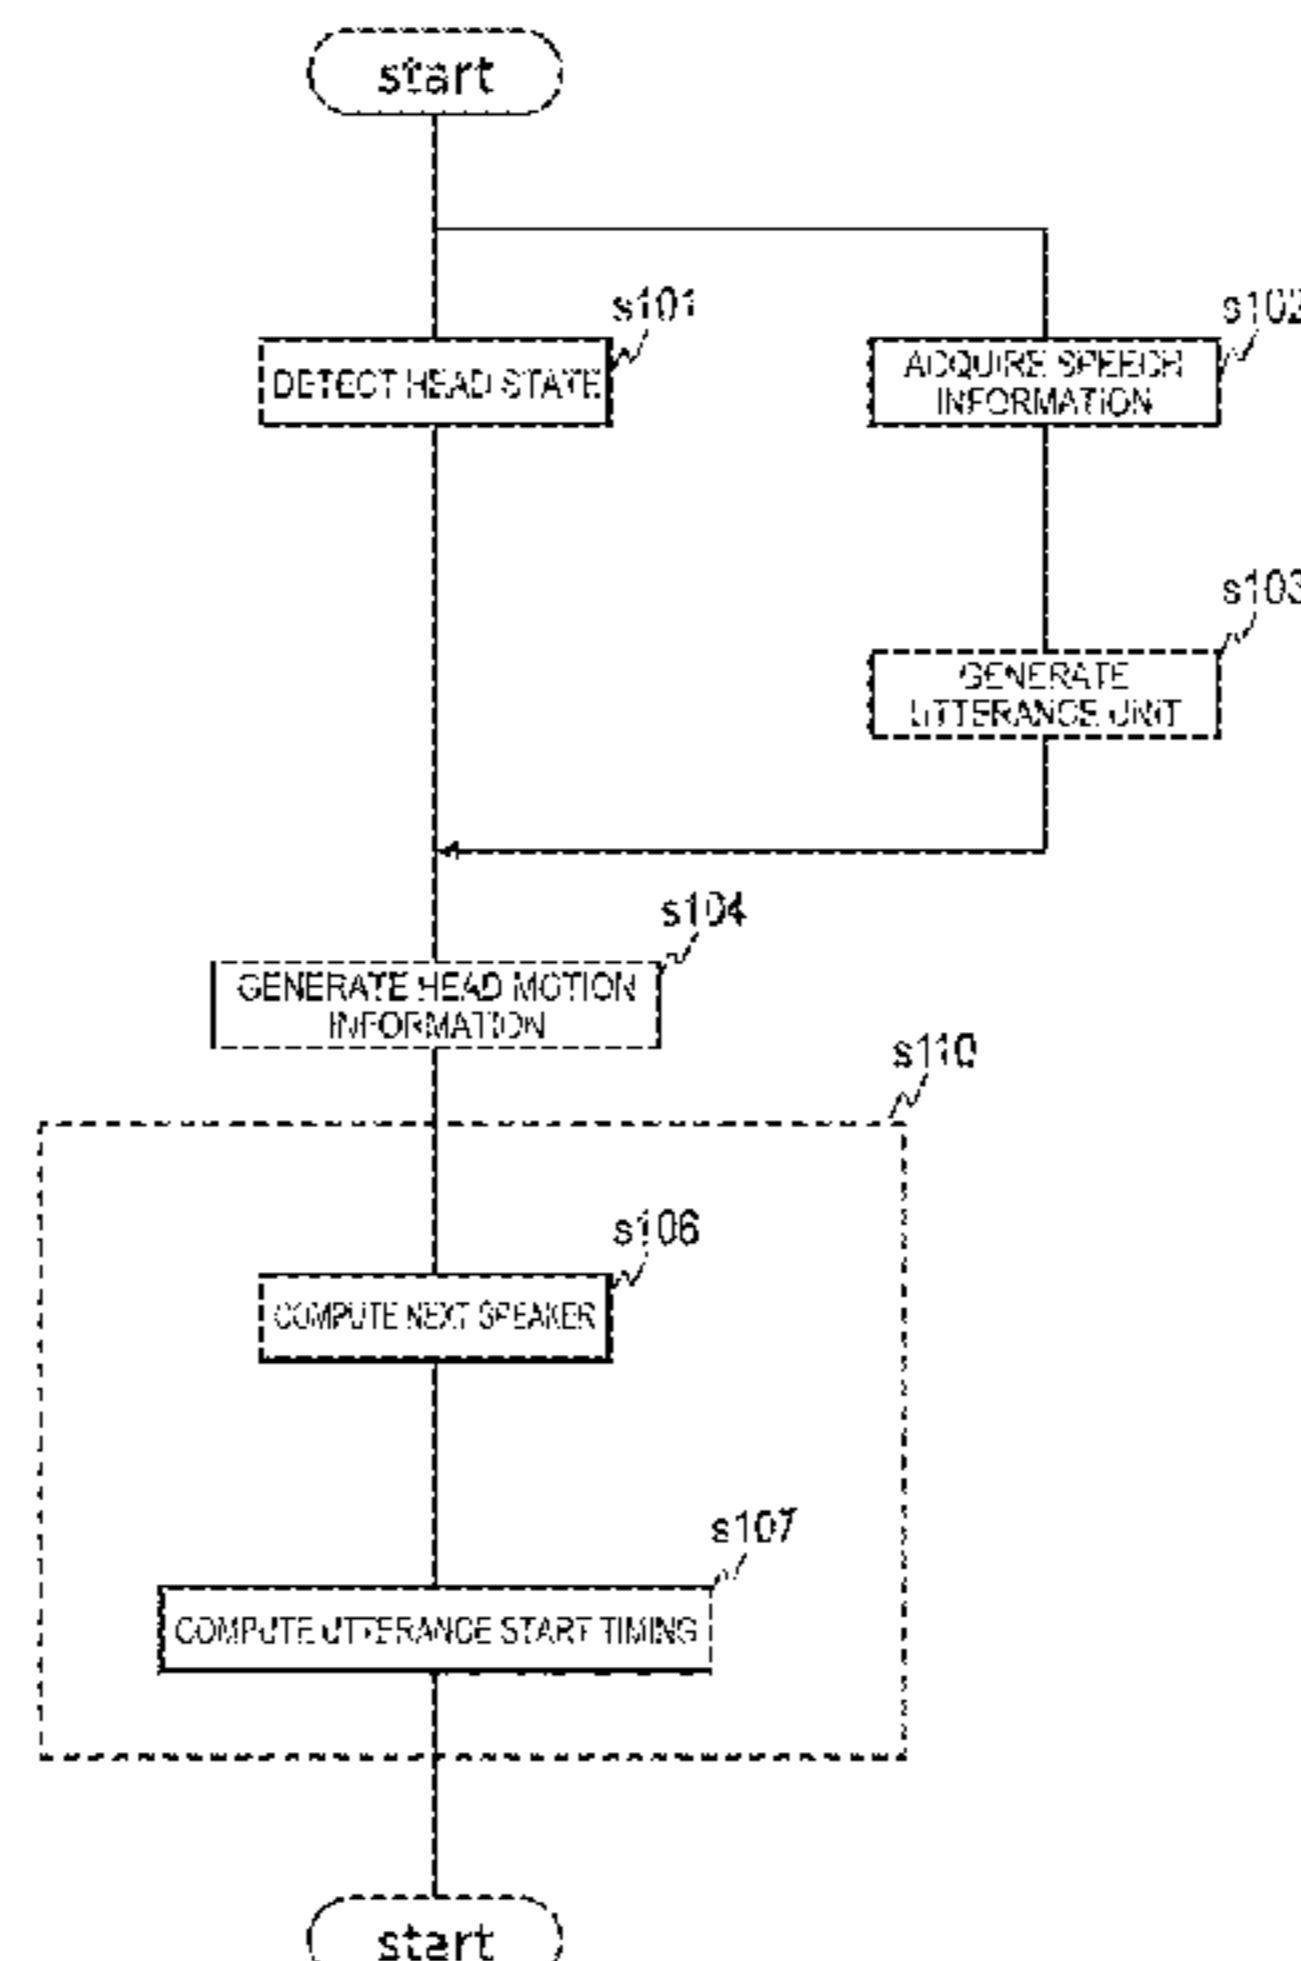 start
s101
DETECT HEAD STATE
s102
ACQUIRE SPEECH
INFORMATION
s103
GENERATE
UTTERANCE UNIT
s104
GENERATE HEAD MOTION
INFORMATION
s110
s106
COMPUTE NEXT SPEAKER
s107
COMPUTE UTTERANCE START TIMING
start